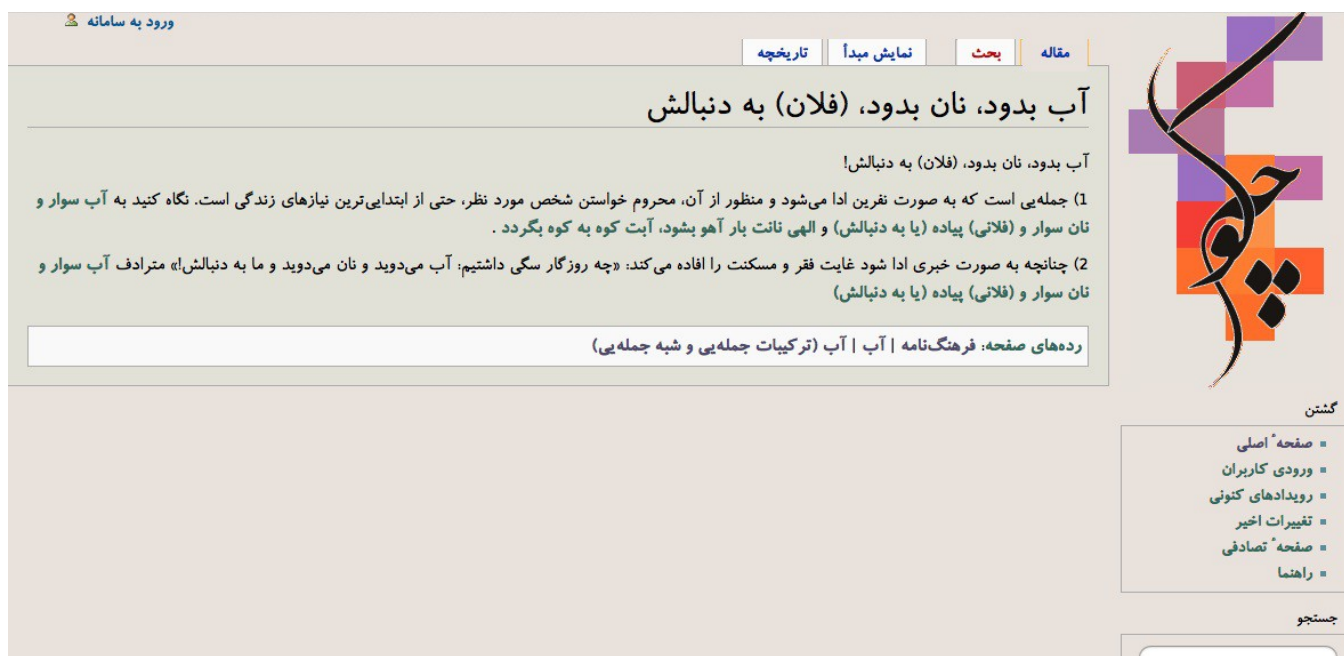 ورود به سامانه
مقاله
بحث
نمایش مبدأ
تاریخچه
آب بدود، نان بدود، (فلان) به دنبالش
آب بدود، نان بدود، (فلان) به دنبالش!
1) جمله‌یی است که به صورت نفرین ادا می‌شود و منظور از آن، محروم خواستن شخص مورد نظر، حتی از ابتدایی‌ترین نیازهای زندگی است. نگاه کنید به آب سوار و
نان سوار و (فلانی) پیاده (یا به دنبالش) و الهی نانت بار آهو بشود، آبت کوه به کوه بگردد .
2) چنانچه به صورت خبری ادا شود غایت فقر و مسکنت را افاده می‌کند: «چه روزگار سگی داشتیم: آب می‌دوید و نان می‌دوید و ما به دنبالش!» مترادف آب سوار و
نان سوار و (فلانی) پیاده (یا به دنبالش)
رده‌های صفحه: فرهنگ‌نامه | آب | آب (ترکیبات جمله‌یی و شبه جمله‌یی)
گشتن
صفحهٔ اصلی
ورودی کاربران
رویدادهای کنونی
تغییرات اخیر
صفحهٔ تصادفی
راهنما
جستجو